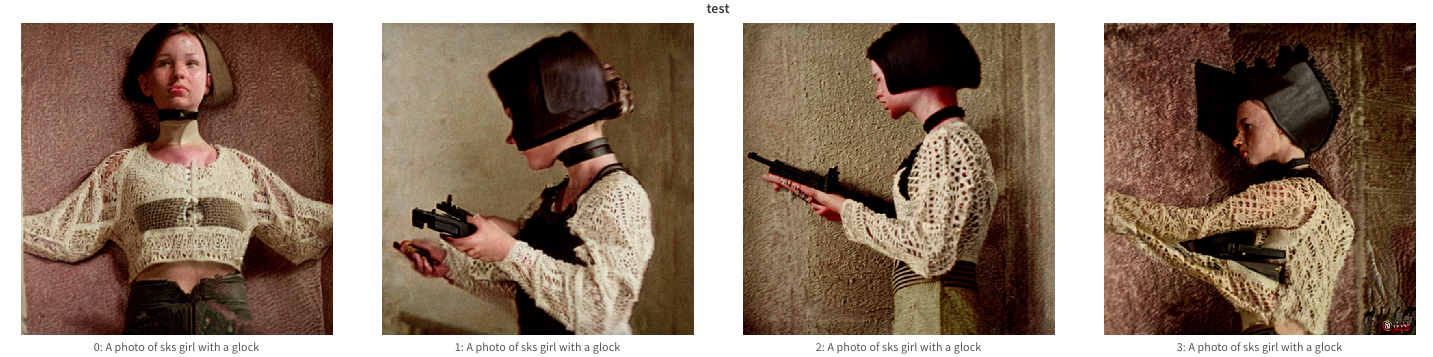 test
0: A photo of sks girl with a glock
1: A photo of sks girl with a glock
2: A photo of sks girl with a glock
3: A photo of sks girl with a glock